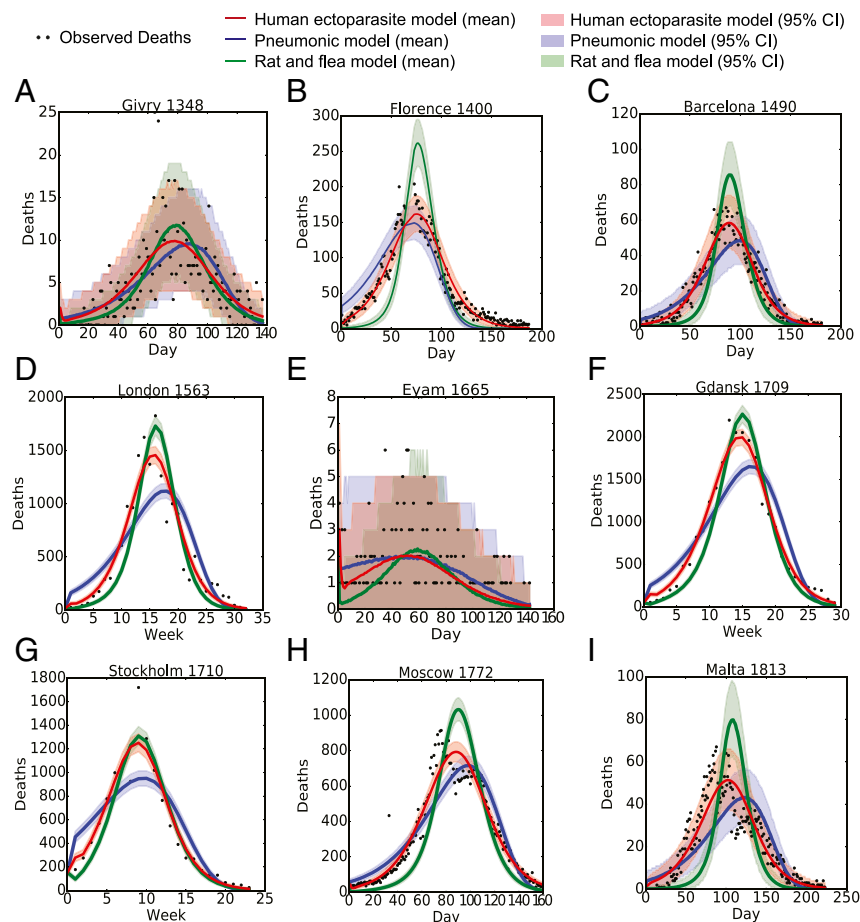 Observed Deaths
Human ectoparasite model (mean)
Pneumonic model (mean)
Rat and flea model (mean)
Human ectoparasite model (95% CI)
Pneumonic model (95% CI)
Rat and flea model (95% CI)
A
Givry 1348
25
20
15
10
5
0
Deaths
0 20 40 60 80 100 120 140
Day
B
Florence 1400
300
250
200
150
100
50
0
Deaths
0 50 100 150 200
Day
C
Barcelona 1490
120
100
80
60
40
20
0
Deaths
0 50 100 150 200
Day
D
London 1563
2000
1500
1000
500
0
Deaths
0 5 10 15 20 25 30 35
Week
E
Eyam 1665
8
7
6
5
4
3
2
1
0
Deaths
0 20 40 60 80 100 120 140 160
Day
F
Gdansk 1709
2500
2000
1500
1000
500
0
Deaths
0 5 10 15 20 25 30
Week
G
Stockholm 1710
1800
1600
1400
1200
1000
800
600
400
200
0
Deaths
0 5 10 15 20 25
Week
H
Moscow 1772
1200
1000
800
600
400
200
0
Deaths
0 20 40 60 80 100 120 140 160
Day
I
Malta 1813
100
80
60
40
20
0
Deaths
0 50 100 150 200 250
Day